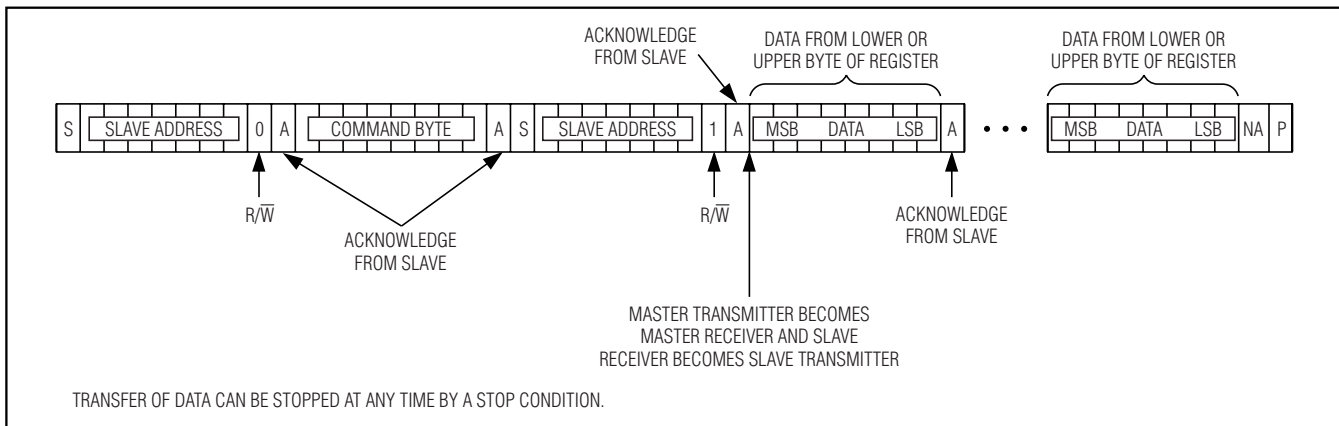 ACKNOWLEDGE
FROM SLAVE
DATA FROM LOWER OR
UPPER BYTE OF REGISTER
DATA FROM LOWER OR
UPPER BYTE OF REGISTER
S SLAVE ADDRESS 0 A COMMAND BYTE A S SLAVE ADDRESS 1 A MSB DATA LSB A • • • MSB DATA LSB NA P
R/W̅
ACKNOWLEDGE
FROM SLAVE
R/W̅
ACKNOWLEDGE
FROM SLAVE
MASTER TRANSMITTER BECOMES
MASTER RECEIVER AND SLAVE
RECEIVER BECOMES SLAVE TRANSMITTER
TRANSFER OF DATA CAN BE STOPPED AT ANY TIME BY A STOP CONDITION.